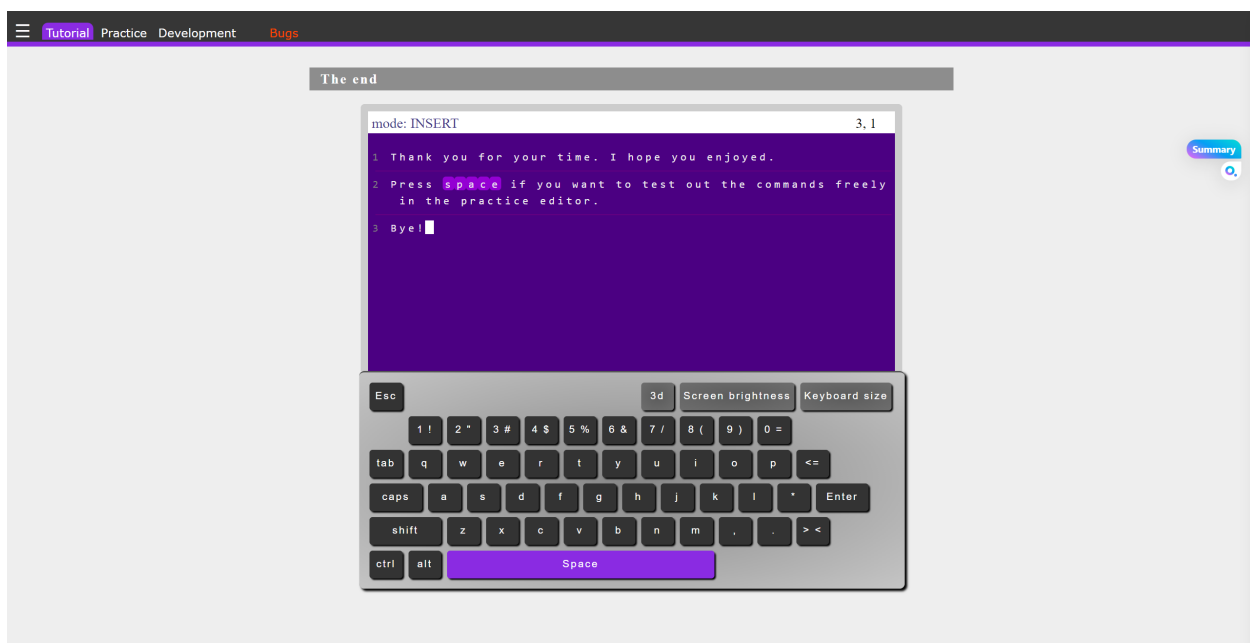 ☰ Tutorial Practice Development Bugs
The end
mode: INSERT 3, 1
1 Thank you for your time. I hope you enjoyed.
2 Press space if you want to test out the commands freely
in the practice editor.
3 Bye!
Summary
Esc 3d Screen brightness Keyboard size
1 ! 2 " 3 # 4 $ 5 % 6 & 7 / 8 ( 9 ) 0 =
tab q w e r t y u i o p <=
caps a s d f g h j k l * Enter
shift z x c v b n m , . > <
ctrl alt Space